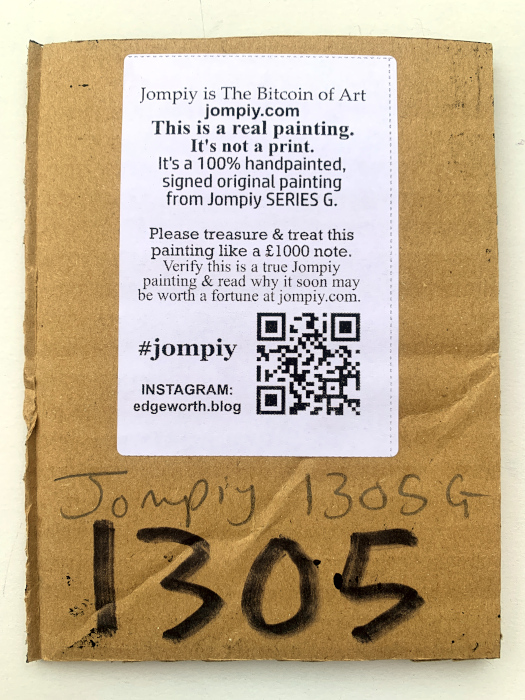 Jompiy is The Bitcoin of Art
jompiy.com
This is a real painting.
It's not a print.
It's a 100% handpainted,
signed original painting
from Jompiy SERIES G.
Please treasure & treat this
painting like a £1000 note.
Verify this is a true Jompiy
painting & read why it soon may
be worth a fortune at jompiy.com.
#jompiy
INSTAGRAM:
edgeworth.blog
Jompiy 1305 G
1305